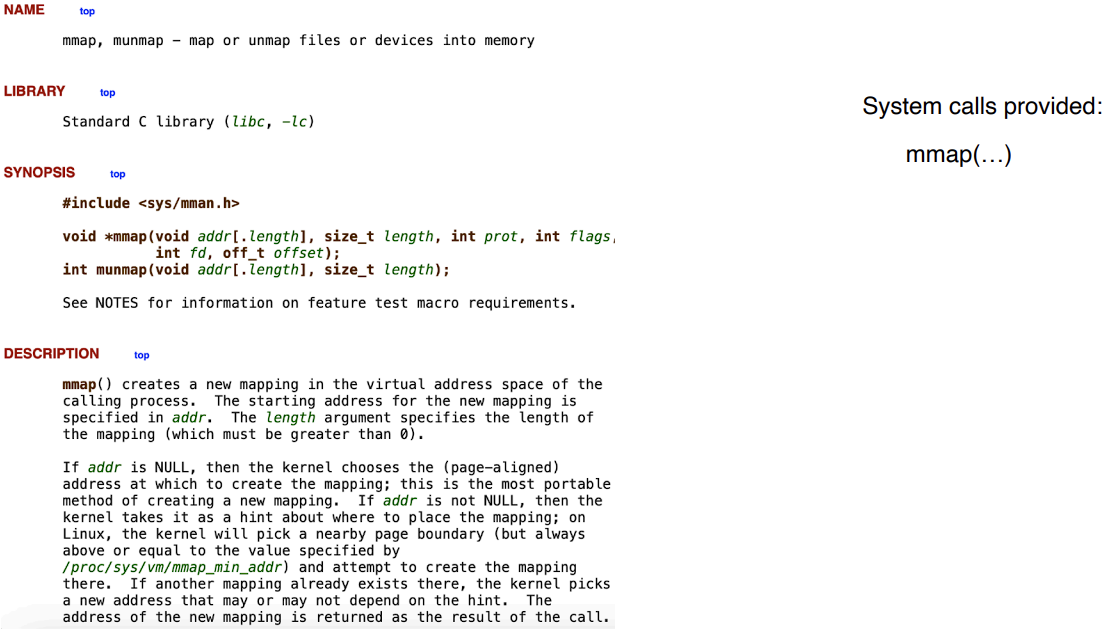 NAME top
mmap, munmap − map or unmap files or devices into memory
LIBRARY top
Standard C library (libc, −lc)
SYNOPSIS top
#include <sys/mman.h>
void *mmap(void addr[.length], size_t length, int prot, int flags,
int fd, off_t offset);
int munmap(void addr[.length], size_t length);
See NOTES for information on feature test macro requirements.
DESCRIPTION top
mmap() creates a new mapping in the virtual address space of the
calling process.  The starting address for the new mapping is
specified in addr.  The length argument specifies the length of
the mapping (which must be greater than 0).
If addr is NULL, then the kernel chooses the (page−aligned)
address at which to create the mapping; this is the most portable
method of creating a new mapping.  If addr is not NULL, then the
kernel takes it as a hint about where to place the mapping; on
Linux, the kernel will pick a nearby page boundary (but always
above or equal to the value specified by
/proc/sys/vm/mmap_min_addr) and attempt to create the mapping
there.  If another mapping already exists there, the kernel picks
a new address that may or may not depend on the hint.  The
address of the new mapping is returned as the result of the call.
System calls provided:
mmap(…)